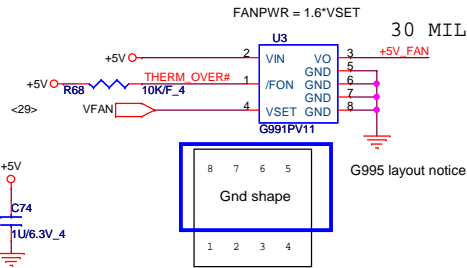 FANPWR = 1.6*VSET
30 MIL
U3
+5V 2 VIN VO 3 +5V_FAN
GND 5
+5V R68 10K/F_4 THERM_OVER# 1 /FON GND 6
GND 7
<29> VFAN 4 VSET GND 8
G991PV11
G995 layout notice
8 7 6 5
Gnd shape
1 2 3 4
+5V
C74
1U/6.3V_4